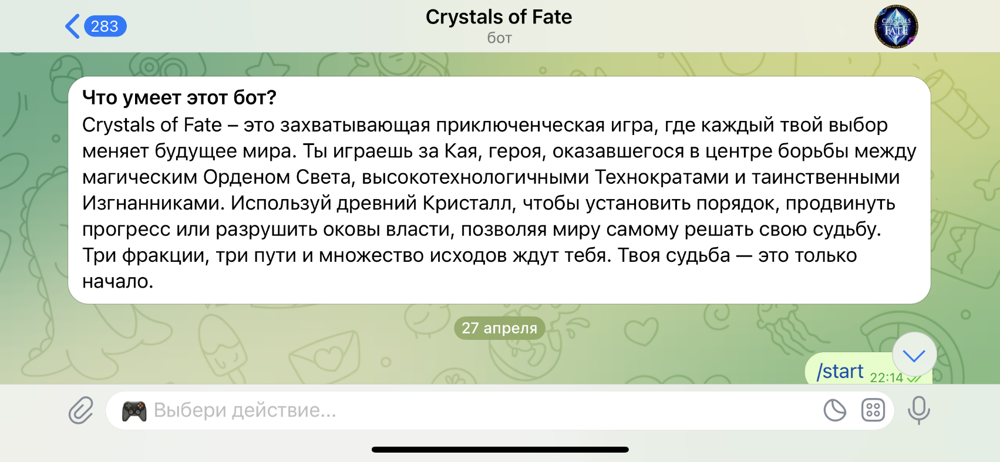 283
Crystals of Fate
бот
CRYSTALS
OF
FATE
Что умеет этот бот?
Crystals of Fate – это захватывающая приключенческая игра, где каждый твой выбор
меняет будущее мира. Ты играешь за Кая, героя, оказавшегося в центре борьбы между
магическим Орденом Света, высокотехнологичными Технократами и таинственными
Изгнанниками. Используй древний Кристалл, чтобы установить порядок, продвинуть
прогресс или разрушить оковы власти, позволяя миру самому решать свою судьбу.
Три фракции, три пути и множество исходов ждут тебя. Твоя судьба — это только
начало.
27 апреля
/start 22:14
🎮 Выбери действие...